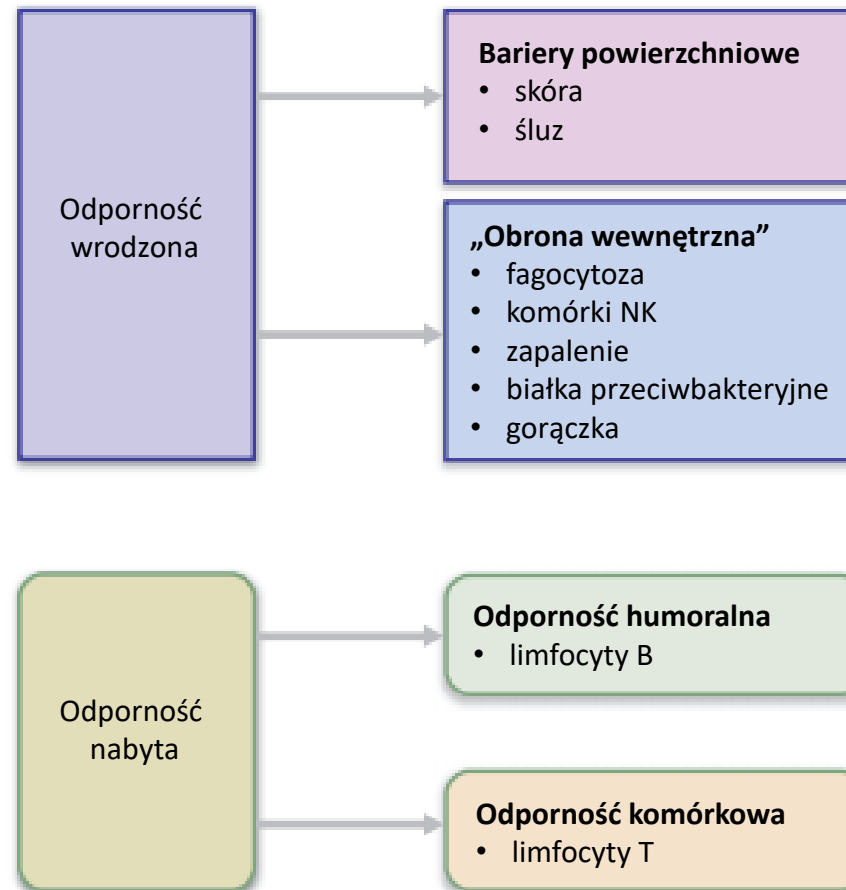 Odporność
wrodzona
Bariery powierzchniowe
• skóra
• śluz
„Obrona wewnętrzna”
• fagocytoza
• komórki NK
• zapalenie
• białka przeciwbakteryjne
• gorączka
Odporność
nabyta
Odporność humoralna
• limfocyty B
Odporność komórkowa
• limfocyty T